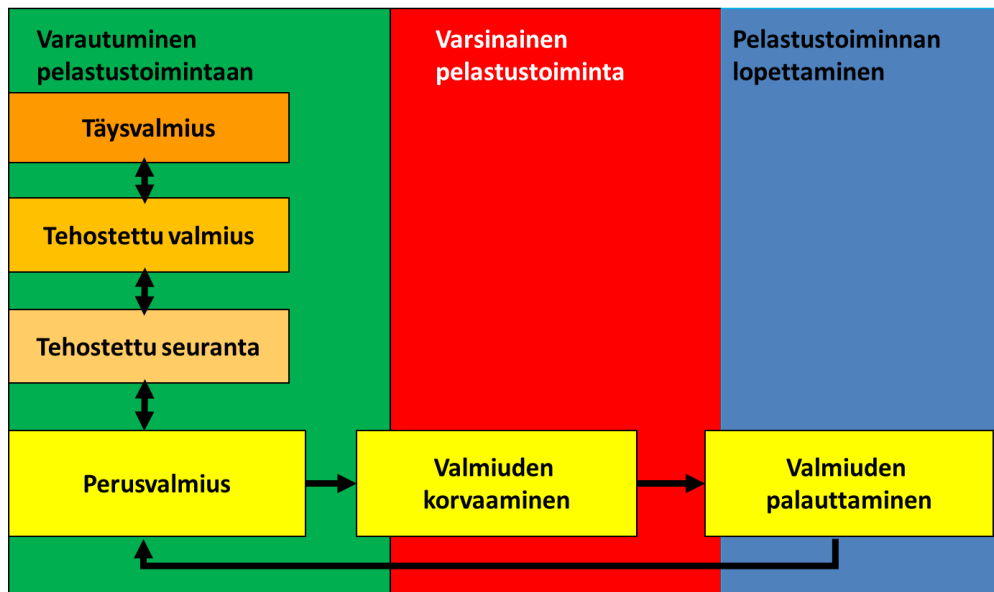 Varautuminen
pelastustoimintaan
Varsinainen
pelastustoiminta
Pelastustoiminnan
lopettaminen
Täysvalmius
Tehostettu valmius
Tehostettu seuranta
Perusvalmius
Valmiuden
korvaaminen
Valmiuden
palauttaminen